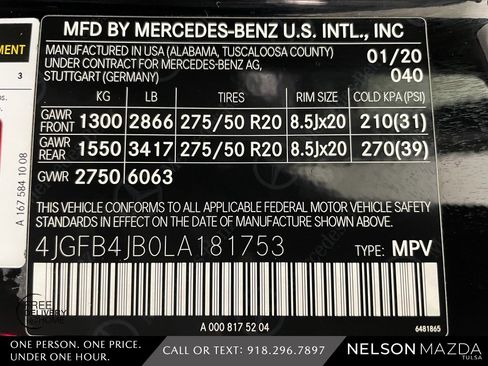 MFD BY MERCEDES-BENZ U.S. INTL., INC
MANUFACTURED IN USA (ALABAMA, TUSCALOOSA COUNTY)
UNDER CONTRACT FOR MERCEDES-BENZ AG,
STUTTGART (GERMANY)
01/20
040
KG LB TIRES RIM SIZE COLD KPA (PSI)
GAWR FRONT 1300 2866 275/50 R20 8.5Jx20 210(31)
GAWR REAR 1550 3417 275/50 R20 8.5Jx20 270(39)
GVWR 2750 6063
THIS VEHICLE CONFORMS TO ALL APPLICABLE FEDERAL MOTOR VEHICLE SAFETY
STANDARDS IN EFFECT ON THE DATE OF MANUFACTURE SHOWN ABOVE.
4JGFB4JB0LA181753 TYPE: MPV
A 000 817 52 04
6481865
EMENT
3
A 167 584 10 08
FREE DELIVERY
ONE PERSON. ONE PRICE.
UNDER ONE HOUR.
CALL OR TEXT: 918.296.7897
NELSON MAZDA
TULSA